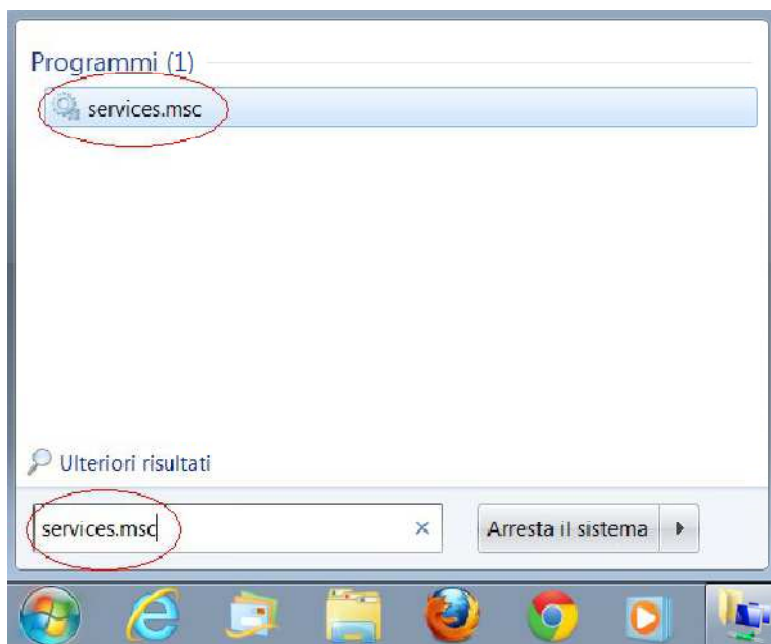 Programmi (1)
services.msc
Ulteriori risultati
services.msc
Arresta il sistema